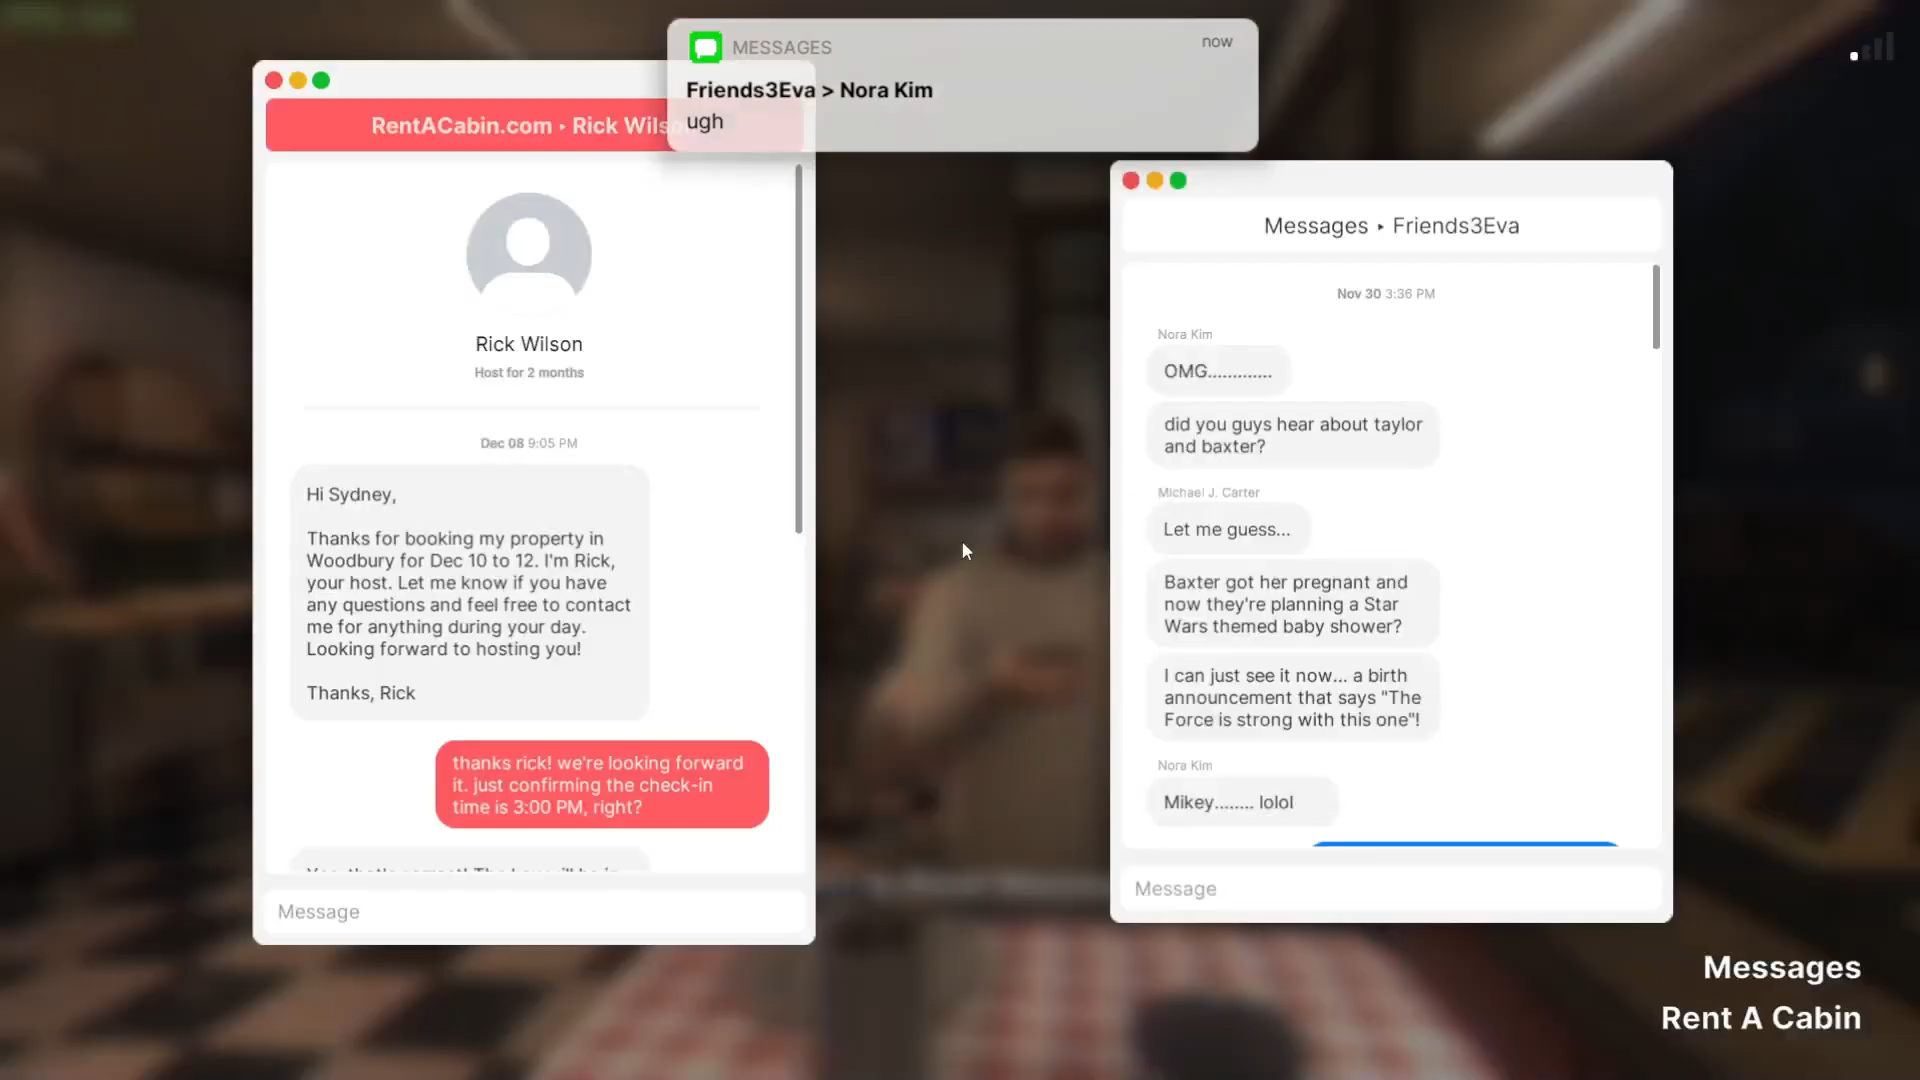 MESSAGES
now
Friends3Eva > Nora Kim
ugh
RentACabin.com ‣ Rick
Rick Wilson
Host for 2 months
Dec 08 9:05 PM
Hi Sydney,
Thanks for booking my property in
Woodbury for Dec 10 to 12. I'm Rick,
your host. Let me know if you have
any questions and feel free to contact
me for anything during your day.
Looking forward to hosting you!
Thanks, Rick
thanks rick! we're looking forward
it. just confirming the check-in
time is 3:00 PM, right?
Message
Messages ‣ Friends3Eva
Nov 30 3:36 PM
Nora Kim
OMG.............
did you guys hear about taylor
and baxter?
Michael J. Carter
Let me guess...
Baxter got her pregnant and
now they're planning a Star
Wars themed baby shower?
I can just see it now... a birth
announcement that says "The
Force is strong with this one"!
Nora Kim
Mikey........ lolol
Message
Messages
Rent A Cabin